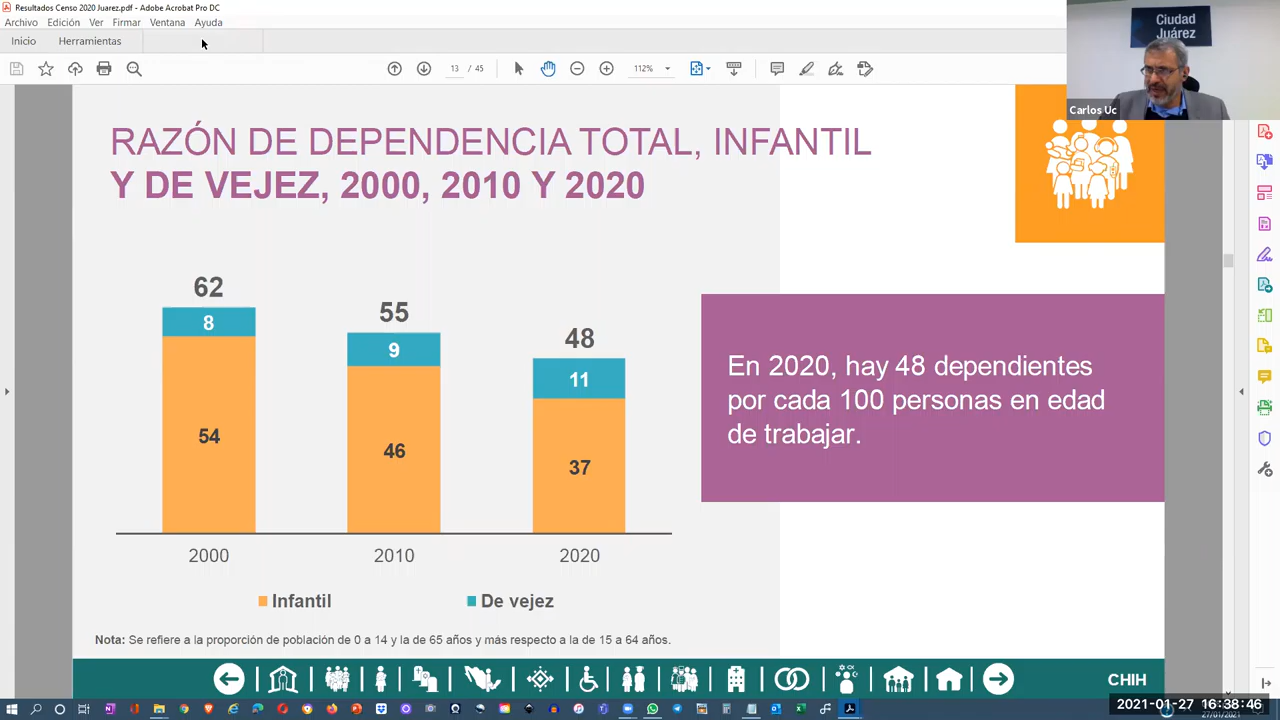 Resultados Censo 2020 Juarez.pdf - Adobe Acrobat Pro DC
Archivo Edición Ver Firmar Ventana Ayuda
Inicio Herramientas
13 / 45 112%
Ciudad
Juárez
Carlos Uc
RAZÓN DE DEPENDENCIA TOTAL, INFANTIL
Y DE VEJEZ, 2000, 2010 Y 2020
62
8
54
55
9
46
48
11
37
2000 2010 2020
Infantil De vejez
En 2020, hay 48 dependientes
por cada 100 personas en edad
de trabajar.
Nota: Se refiere a la proporción de población de 0 a 14 y la de 65 años y más respecto a la de 15 a 64 años.
CHIH
2021-01-27 16:38:46
27/01/2021